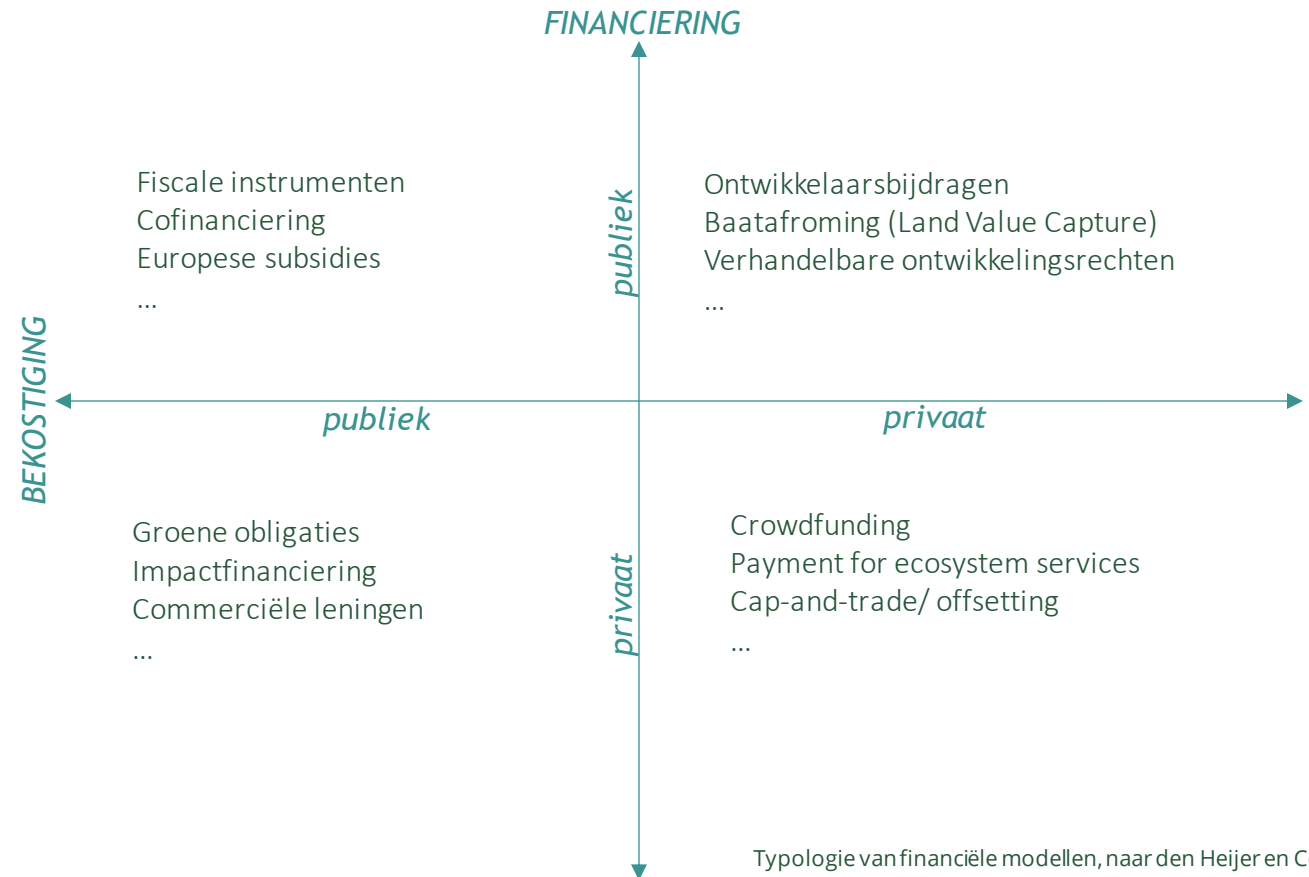 FINANCIERING
Fiscale instrumenten
Cofinanciering
Europese subsidies
...
publiek
Ontwikkelaarsbijdragen
Baatafroming (Land Value Capture)
Verhandelbare ontwikkelingsrechten
...
BEKOSTIGING
publiek
privaat
Groene obligaties
Impactfinanciering
Commerciële leningen
...
privaat
Crowdfunding
Payment for ecosystem services
Cap-and-trade/ offsetting
...
Typologie van financiële modellen, naar den Heijer en